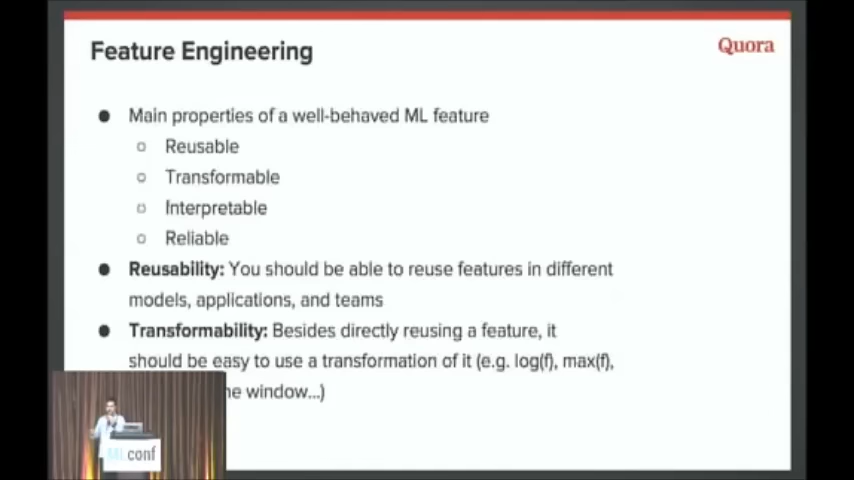 Feature Engineering
Quora
● Main properties of a well-behaved ML feature
○ Reusable
○ Transformable
○ Interpretable
○ Reliable
● Reusability: You should be able to reuse features in different
models, applications, and teams
● Transformability: Besides directly reusing a feature, it
should be easy to use a transformation of it (e.g. log(f), max(f),
window...)
MLconf